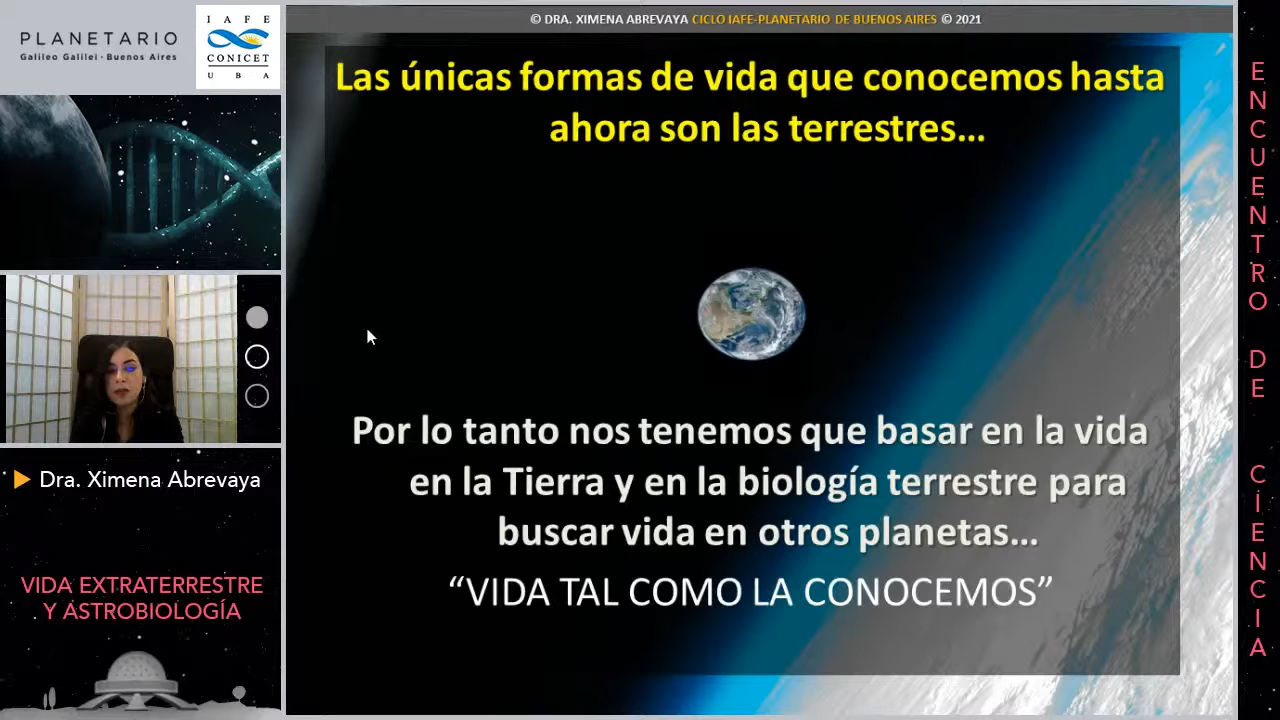 PLANETARIO
Galileo Galilei · Buenos Aires
I A F E
CONICET
U B A
© DRA. XIMENA ABREVAYA CICLO IAFE-PLANETARIO DE BUENOS AIRES © 2021
Las únicas formas de vida que conocemos hasta
ahora son las terrestres...
Por lo tanto nos tenemos que basar en la vida
en la Tierra y en la biología terrestre para
buscar vida en otros planetas...
“VIDA TAL COMO LA CONOCEMOS”
Dra. Ximena Abrevaya
VIDA EXTRATERRESTRE
Y ASTROBIOLOGÍA
ENCUENTRO DE CIENCIA